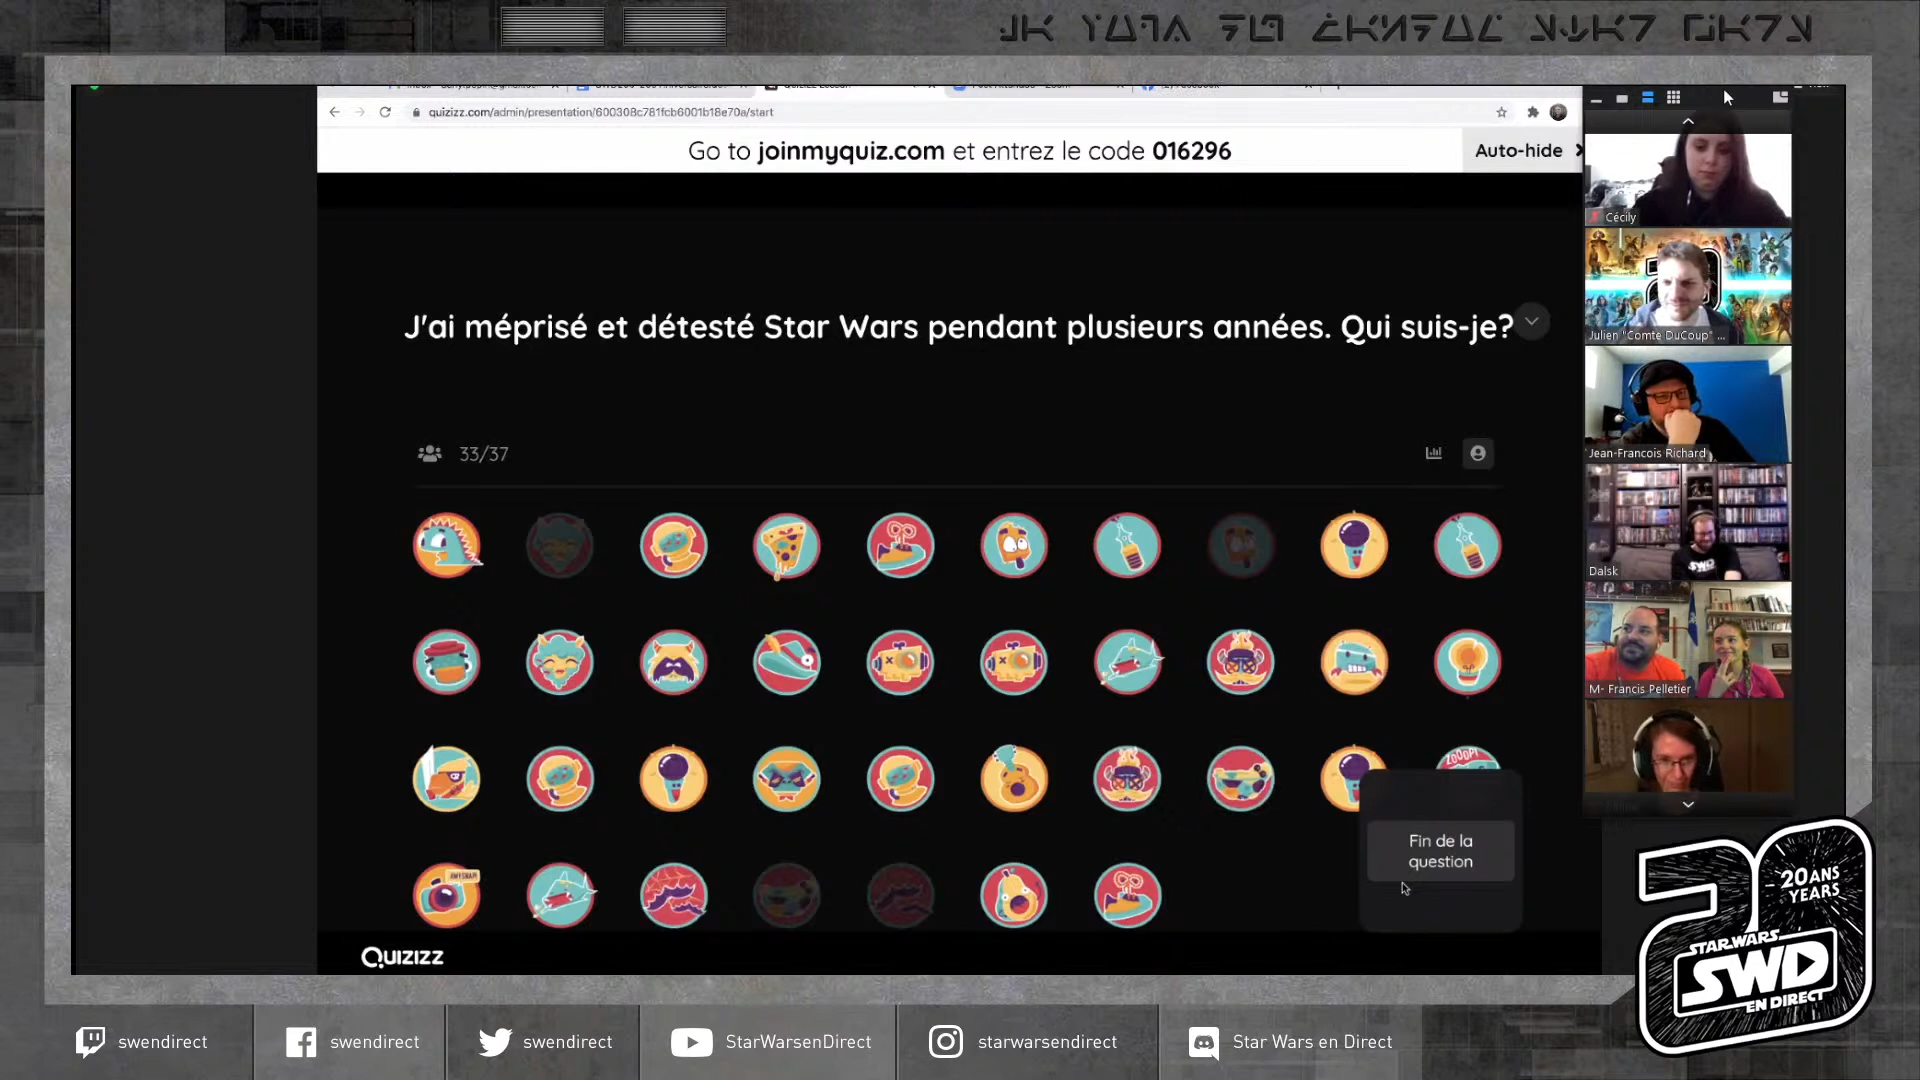 quizizz.com/admin/presentation/600308c781fcb6001b18e70a/start
Go to joinmyquiz.com et entrez le code 016296
Auto-hide
J'ai méprisé et détesté Star Wars pendant plusieurs années. Qui suis-je?
33/37
ZOOOP!
Fin de la
question
Quizizz
Cécily
Julien "Comte DuCoup" ...
Jean-Francois Richard
Dalsk
M- Francis Pelletier
20 ANS
YEARS
STAR WARS
SWD
EN DIRECT
swendirect
swendirect
swendirect
StarWarsenDirect
starwarsendirect
Star Wars en Direct